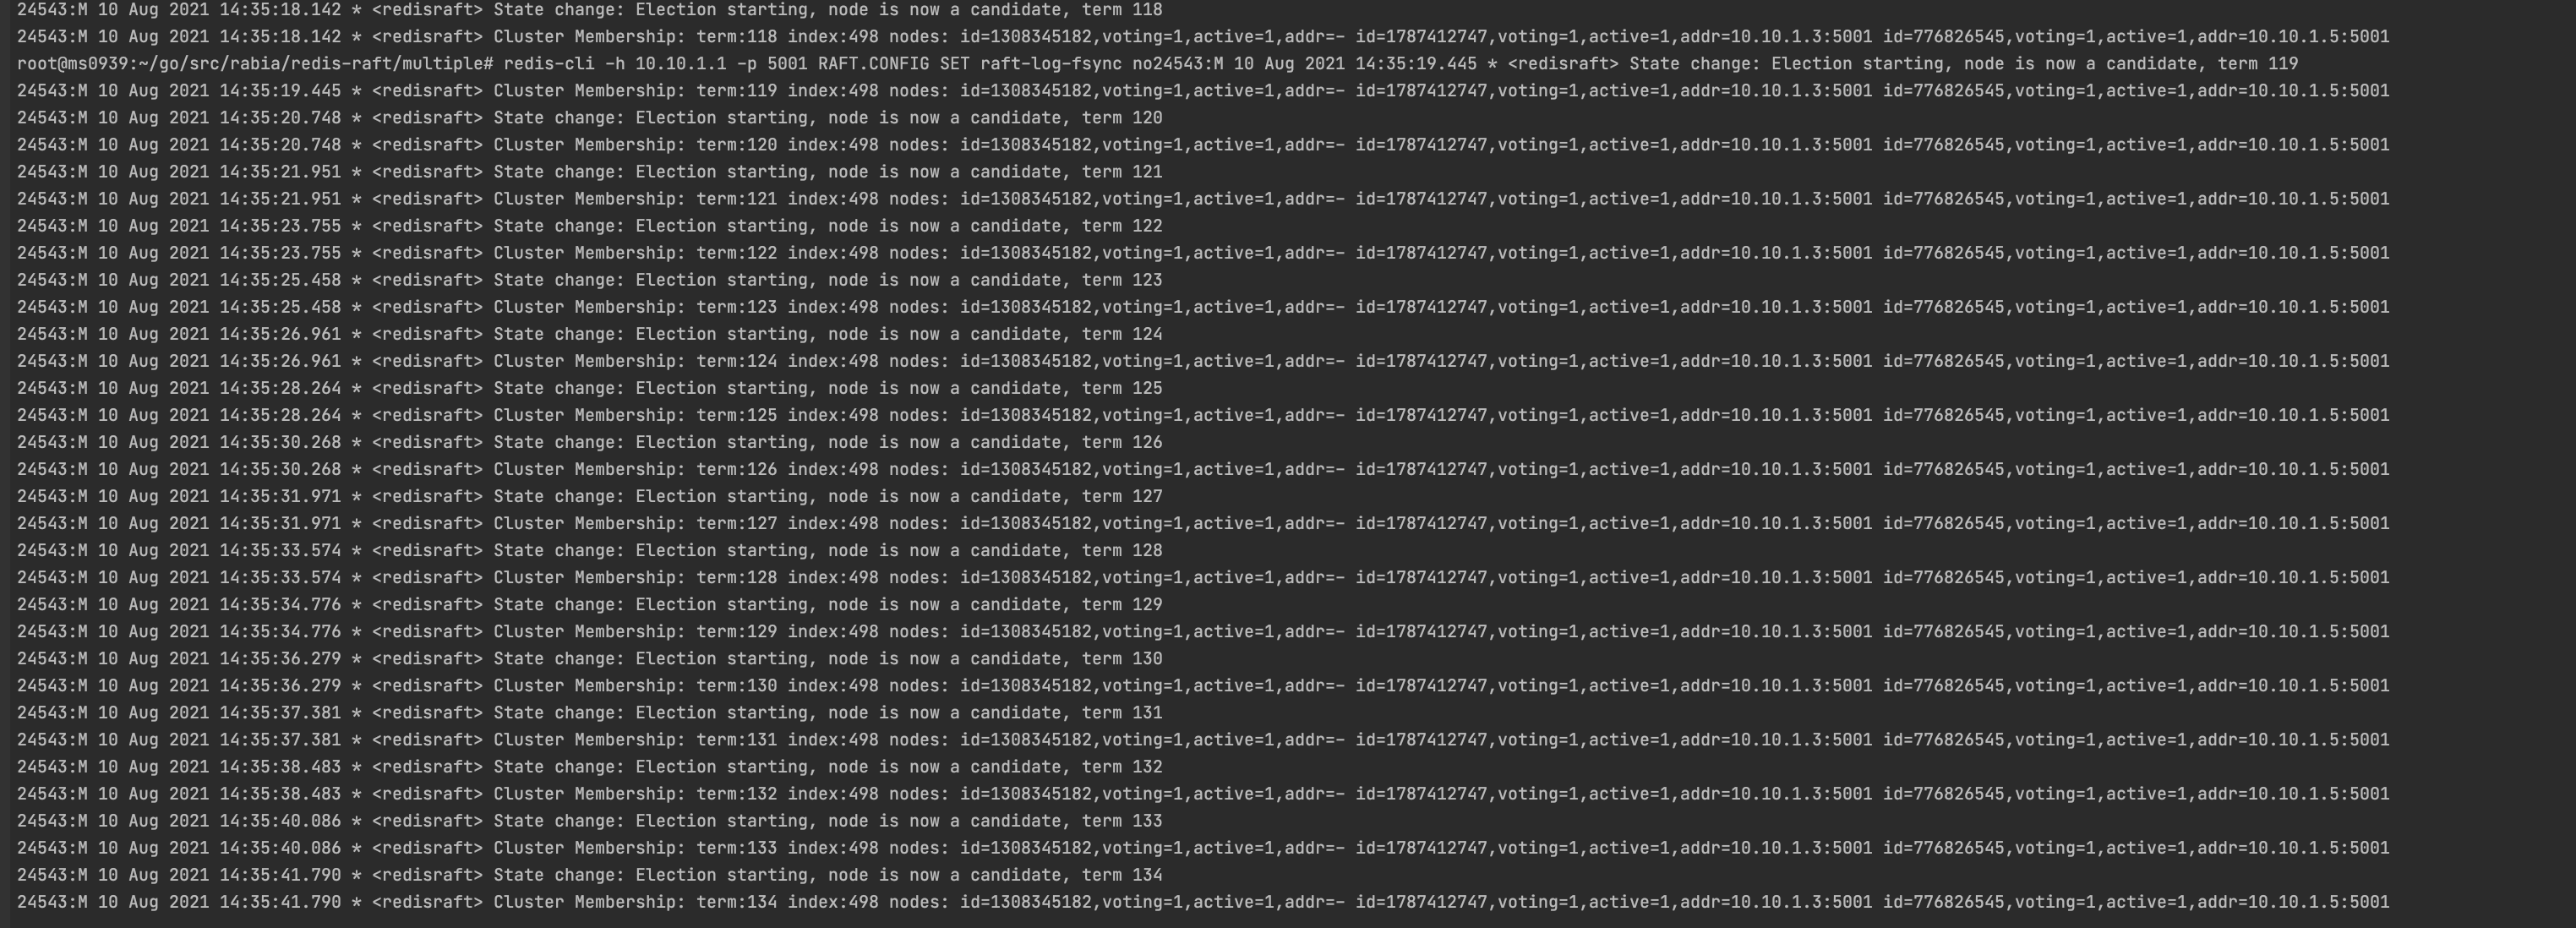 24543:M 10 Aug 2021 14:35:18.142 * <redisraft> State change: Election starting, node is now a candidate, term 118
24543:M 10 Aug 2021 14:35:18.142 * <redisraft> Cluster Membership: term:118 index:498 nodes: id=1308345182,voting=1,active=1,addr=- id=1787412747,voting=1,active=1,addr=10.10.1.3:5001 id=776826545,voting=1,active=1,addr=10.10.1.5:5001
root@ms0939:~/go/src/rabia/redis-raft/multiple# redis-cli -h 10.10.1.1 -p 5001 RAFT.CONFIG SET raft-log-fsync no24543:M 10 Aug 2021 14:35:19.445 * <redisraft> State change: Election starting, node is now a candidate, term 119
24543:M 10 Aug 2021 14:35:19.445 * <redisraft> Cluster Membership: term:119 index:498 nodes: id=1308345182,voting=1,active=1,addr=- id=1787412747,voting=1,active=1,addr=10.10.1.3:5001 id=776826545,voting=1,active=1,addr=10.10.1.5:5001
24543:M 10 Aug 2021 14:35:20.748 * <redisraft> State change: Election starting, node is now a candidate, term 120
24543:M 10 Aug 2021 14:35:20.748 * <redisraft> Cluster Membership: term:120 index:498 nodes: id=1308345182,voting=1,active=1,addr=- id=1787412747,voting=1,active=1,addr=10.10.1.3:5001 id=776826545,voting=1,active=1,addr=10.10.1.5:5001
24543:M 10 Aug 2021 14:35:21.951 * <redisraft> State change: Election starting, node is now a candidate, term 121
24543:M 10 Aug 2021 14:35:21.951 * <redisraft> Cluster Membership: term:121 index:498 nodes: id=1308345182,voting=1,active=1,addr=- id=1787412747,voting=1,active=1,addr=10.10.1.3:5001 id=776826545,voting=1,active=1,addr=10.10.1.5:5001
24543:M 10 Aug 2021 14:35:23.755 * <redisraft> State change: Election starting, node is now a candidate, term 122
24543:M 10 Aug 2021 14:35:23.755 * <redisraft> Cluster Membership: term:122 index:498 nodes: id=1308345182,voting=1,active=1,addr=- id=1787412747,voting=1,active=1,addr=10.10.1.3:5001 id=776826545,voting=1,active=1,addr=10.10.1.5:5001
24543:M 10 Aug 2021 14:35:25.458 * <redisraft> State change: Election starting, node is now a candidate, term 123
24543:M 10 Aug 2021 14:35:25.458 * <redisraft> Cluster Membership: term:123 index:498 nodes: id=1308345182,voting=1,active=1,addr=- id=1787412747,voting=1,active=1,addr=10.10.1.3:5001 id=776826545,voting=1,active=1,addr=10.10.1.5:5001
24543:M 10 Aug 2021 14:35:26.961 * <redisraft> State change: Election starting, node is now a candidate, term 124
24543:M 10 Aug 2021 14:35:26.961 * <redisraft> Cluster Membership: term:124 index:498 nodes: id=1308345182,voting=1,active=1,addr=- id=1787412747,voting=1,active=1,addr=10.10.1.3:5001 id=776826545,voting=1,active=1,addr=10.10.1.5:5001
24543:M 10 Aug 2021 14:35:28.264 * <redisraft> State change: Election starting, node is now a candidate, term 125
24543:M 10 Aug 2021 14:35:28.264 * <redisraft> Cluster Membership: term:125 index:498 nodes: id=1308345182,voting=1,active=1,addr=- id=1787412747,voting=1,active=1,addr=10.10.1.3:5001 id=776826545,voting=1,active=1,addr=10.10.1.5:5001
24543:M 10 Aug 2021 14:35:30.268 * <redisraft> State change: Election starting, node is now a candidate, term 126
24543:M 10 Aug 2021 14:35:30.268 * <redisraft> Cluster Membership: term:126 index:498 nodes: id=1308345182,voting=1,active=1,addr=- id=1787412747,voting=1,active=1,addr=10.10.1.3:5001 id=776826545,voting=1,active=1,addr=10.10.1.5:5001
24543:M 10 Aug 2021 14:35:31.971 * <redisraft> State change: Election starting, node is now a candidate, term 127
24543:M 10 Aug 2021 14:35:31.971 * <redisraft> Cluster Membership: term:127 index:498 nodes: id=1308345182,voting=1,active=1,addr=- id=1787412747,voting=1,active=1,addr=10.10.1.3:5001 id=776826545,voting=1,active=1,addr=10.10.1.5:5001
24543:M 10 Aug 2021 14:35:33.574 * <redisraft> State change: Election starting, node is now a candidate, term 128
24543:M 10 Aug 2021 14:35:33.574 * <redisraft> Cluster Membership: term:128 index:498 nodes: id=1308345182,voting=1,active=1,addr=- id=1787412747,voting=1,active=1,addr=10.10.1.3:5001 id=776826545,voting=1,active=1,addr=10.10.1.5:5001
24543:M 10 Aug 2021 14:35:34.776 * <redisraft> State change: Election starting, node is now a candidate, term 129
24543:M 10 Aug 2021 14:35:34.776 * <redisraft> Cluster Membership: term:129 index:498 nodes: id=1308345182,voting=1,active=1,addr=- id=1787412747,voting=1,active=1,addr=10.10.1.3:5001 id=776826545,voting=1,active=1,addr=10.10.1.5:5001
24543:M 10 Aug 2021 14:35:36.279 * <redisraft> State change: Election starting, node is now a candidate, term 130
24543:M 10 Aug 2021 14:35:36.279 * <redisraft> Cluster Membership: term:130 index:498 nodes: id=1308345182,voting=1,active=1,addr=- id=1787412747,voting=1,active=1,addr=10.10.1.3:5001 id=776826545,voting=1,active=1,addr=10.10.1.5:5001
24543:M 10 Aug 2021 14:35:37.381 * <redisraft> State change: Election starting, node is now a candidate, term 131
24543:M 10 Aug 2021 14:35:37.381 * <redisraft> Cluster Membership: term:131 index:498 nodes: id=1308345182,voting=1,active=1,addr=- id=1787412747,voting=1,active=1,addr=10.10.1.3:5001 id=776826545,voting=1,active=1,addr=10.10.1.5:5001
24543:M 10 Aug 2021 14:35:38.483 * <redisraft> State change: Election starting, node is now a candidate, term 132
24543:M 10 Aug 2021 14:35:38.483 * <redisraft> Cluster Membership: term:132 index:498 nodes: id=1308345182,voting=1,active=1,addr=- id=1787412747,voting=1,active=1,addr=10.10.1.3:5001 id=776826545,voting=1,active=1,addr=10.10.1.5:5001
24543:M 10 Aug 2021 14:35:40.086 * <redisraft> State change: Election starting, node is now a candidate, term 133
24543:M 10 Aug 2021 14:35:40.086 * <redisraft> Cluster Membership: term:133 index:498 nodes: id=1308345182,voting=1,active=1,addr=- id=1787412747,voting=1,active=1,addr=10.10.1.3:5001 id=776826545,voting=1,active=1,addr=10.10.1.5:5001
24543:M 10 Aug 2021 14:35:41.790 * <redisraft> State change: Election starting, node is now a candidate, term 134
24543:M 10 Aug 2021 14:35:41.790 * <redisraft> Cluster Membership: term:134 index:498 nodes: id=1308345182,voting=1,active=1,addr=- id=1787412747,voting=1,active=1,addr=10.10.1.3:5001 id=776826545,voting=1,active=1,addr=10.10.1.5:5001